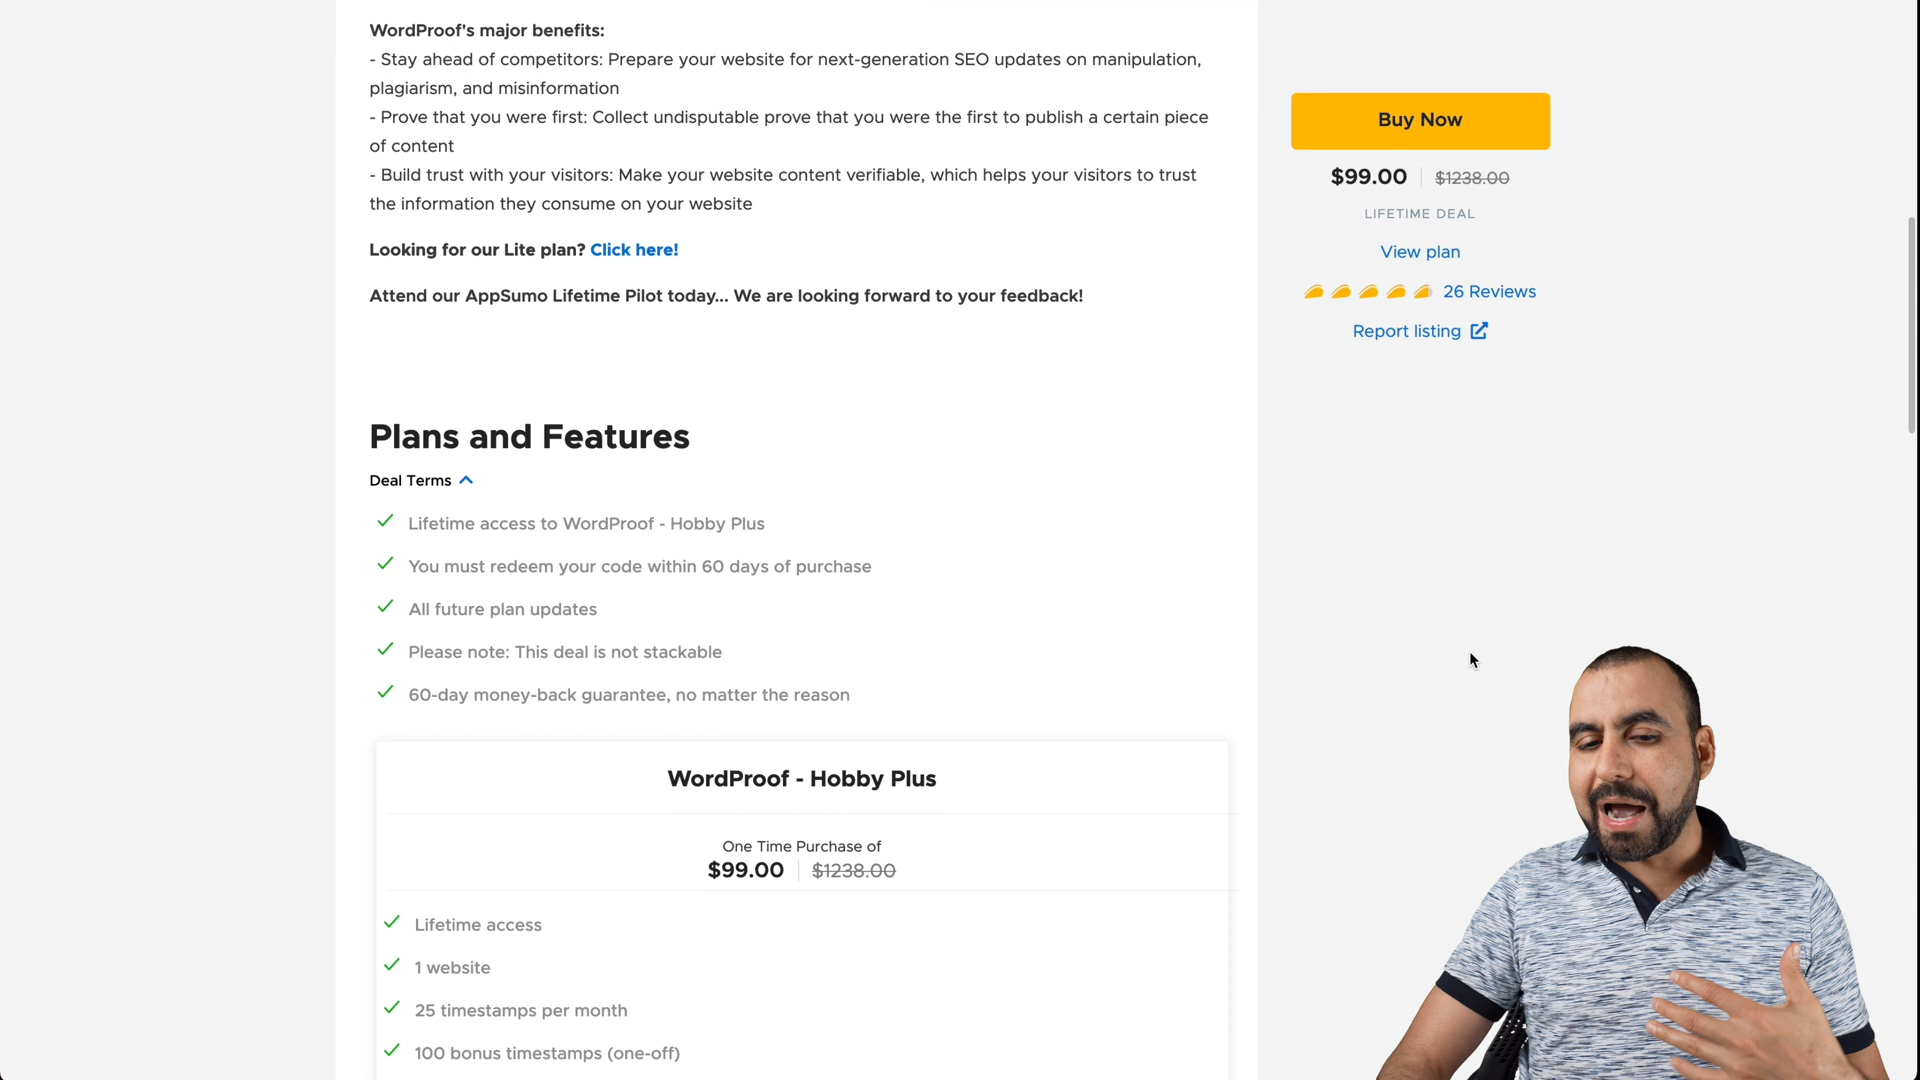 WordProof's major benefits:
- Stay ahead of competitors: Prepare your website for next-generation SEO updates on manipulation,
plagiarism, and misinformation
- Prove that you were first: Collect undisputable prove that you were the first to publish a certain piece
of content
- Build trust with your visitors: Make your website content verifiable, which helps your visitors to trust
the information they consume on your website
Looking for our Lite plan? Click here!
Attend our AppSumo Lifetime Pilot today... We are looking forward to your feedback!
Buy Now
$99.00 $1238.00
LIFETIME DEAL
View plan
26 Reviews
Report listing
Plans and Features
Deal Terms
Lifetime access to WordProof - Hobby Plus
You must redeem your code within 60 days of purchase
All future plan updates
Please note: This deal is not stackable
60-day money-back guarantee, no matter the reason
WordProof - Hobby Plus
One Time Purchase of
$99.00 $1238.00
Lifetime access
1 website
25 timestamps per month
100 bonus timestamps (one-off)